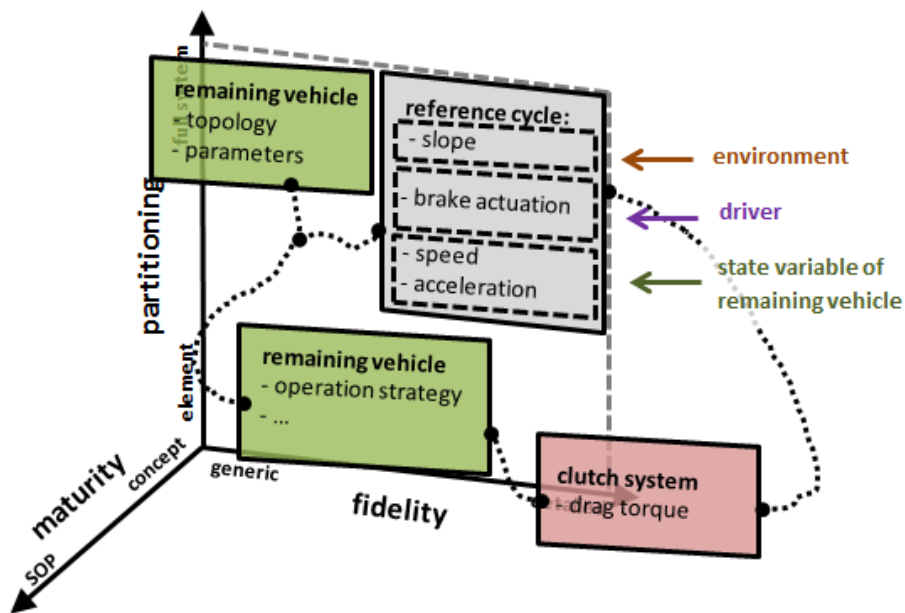 remaining vehicle
- topology
- parameters
reference cycle:
- slope
- brake actuation
- speed
- acceleration
environment
driver
state variable of
remaining vehicle
partitioning
element
remaining vehicle
- operation strategy
- ...
clutch system
- drag torque
generic
fidelity
maturity
concept
SOP